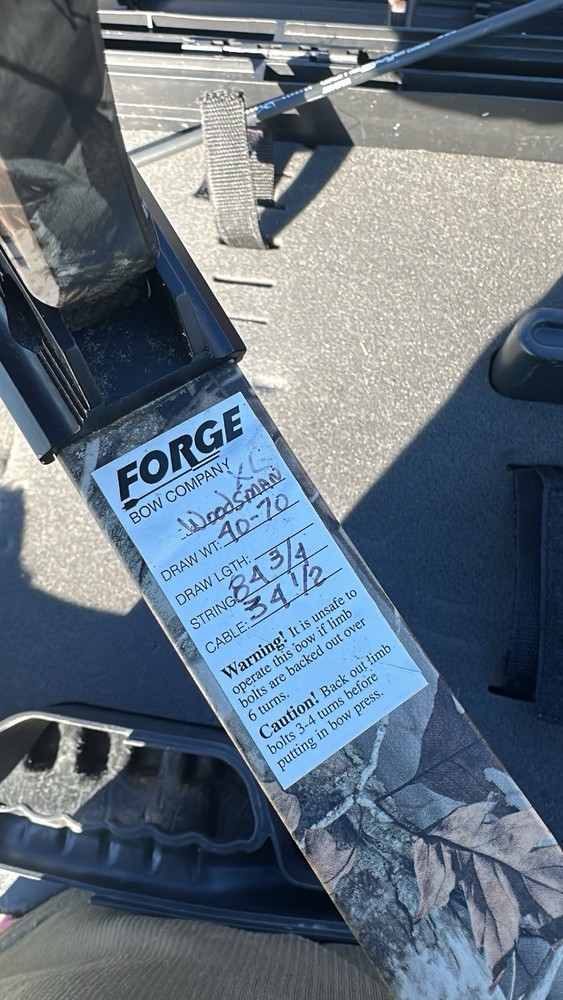 FORGE
BOW COMPANY XL
Woodsman
DRAW WT: 40-70
DRAW LGTH:
STRING: 84 3/4
CABLE: 34 1/2
Warning! It is unsafe to
operate this bow if limb
bolts are backed out over
6 turns.
Caution! Back out limb
bolts 3-4 turns before
putting in bow press.